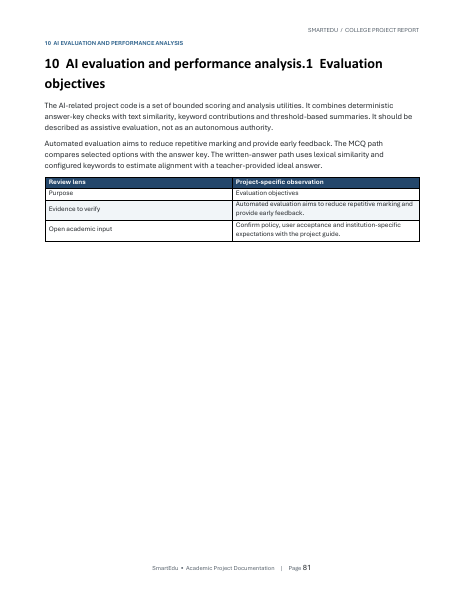 SMARTEDU / COLLEGE PROJECT REPORT
10 AI EVALUATION AND PERFORMANCE ANALYSIS
10 AI evaluation and performance analysis.1 Evaluation
objectives
The AI-related project code is a set of bounded scoring and analysis utilities. It combines deterministic
answer-key checks with text similarity, keyword contributions and threshold-based summaries. It should be
described as assistive evaluation, not as an autonomous authority.
Automated evaluation aims to reduce repetitive marking and provide early feedback. The MCQ path
compares selected options with the answer key. The written-answer path uses lexical similarity and
configured keywords to estimate alignment with a teacher-provided ideal answer.
Review lens Project-specific observation
Purpose Evaluation objectives
Evidence to verify Automated evaluation aims to reduce repetitive marking and
provide early feedback.
Open academic input Confirm policy, user acceptance and institution-specific
expectations with the project guide.
SmartEdu • Academic Project Documentation | Page 81